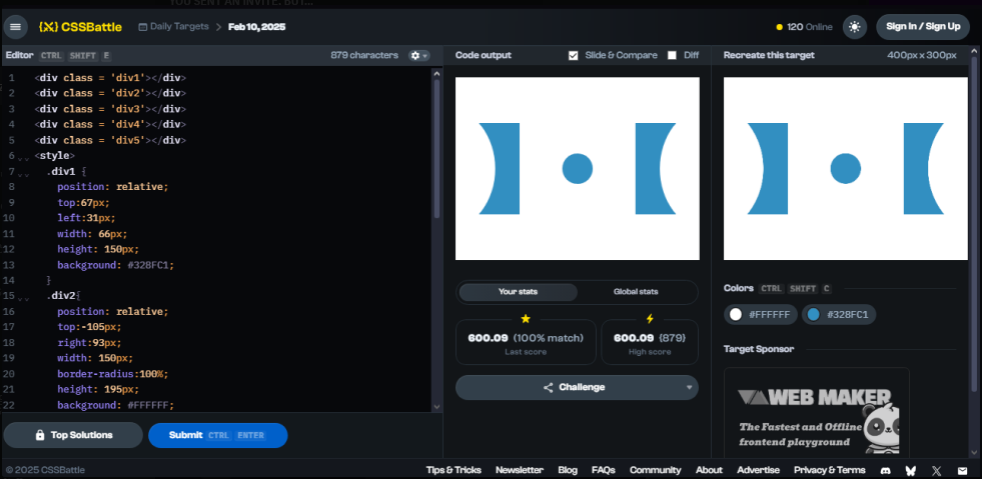 YOU SENT AN INVITE, BUT...
{X} CSSBattle
Daily Targets > Feb 10, 2025
120 Online
Sign In / Sign Up
Editor CTRL SHIFT E
879 characters
1 <div class = 'div1'></div>
2 <div class = 'div2'></div>
3 <div class = 'div3'></div>
4 <div class = 'div4'></div>
5 <div class = 'div5'></div>
6 <style>
7 .div1 {
8 position: relative;
9 top:67px;
10 left:31px;
11 width: 66px;
12 height: 150px;
13 background: #328FC1;
14 }
15 .div2{
16 position: relative;
17 top:-105px;
18 right:93px;
19 width: 150px;
20 border-radius:100%;
21 height: 195px;
22 background: #FFFFFF;
Top Solutions
Submit CTRL ENTER
Code output
Slide & Compare
Diff
Your stats
Global stats
600.09 (100% match)
Last score
600.09 (879)
High score
Challenge
Recreate this target
400px x 300px
Colors CTRL SHIFT C
#FFFFFF
#328FC1
Target Sponsor
WEB MAKER
The Fastest and Offline
frontend playground
© 2025 CSSBattle
Tips & Tricks Newsletter Blog FAQs Community About Advertise Privacy & Terms